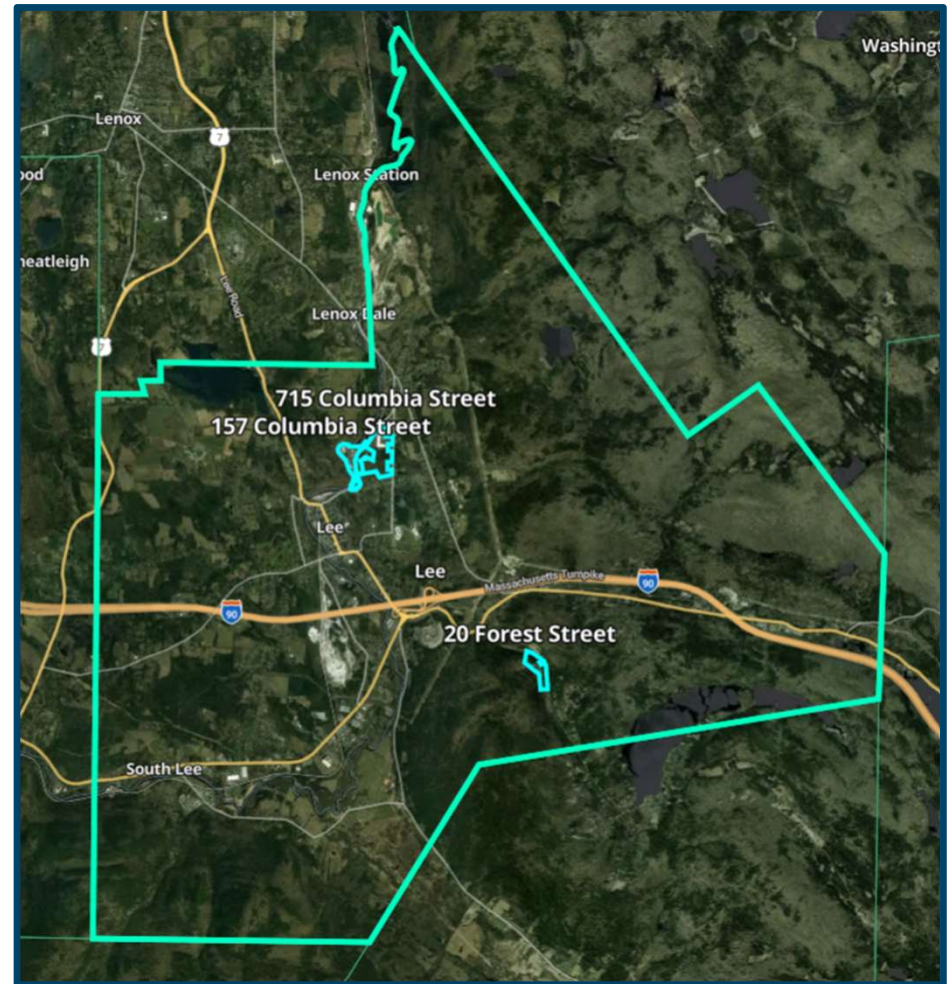 Washingt
Lenox
7
ood
Lenox Station
heatleigh
Lee Road
Lenox Dale
7
715 Columbia Street
157 Columbia Street
Lee
Lee
Massachusetts Turnpike
90
90
20 Forest Street
South Lee